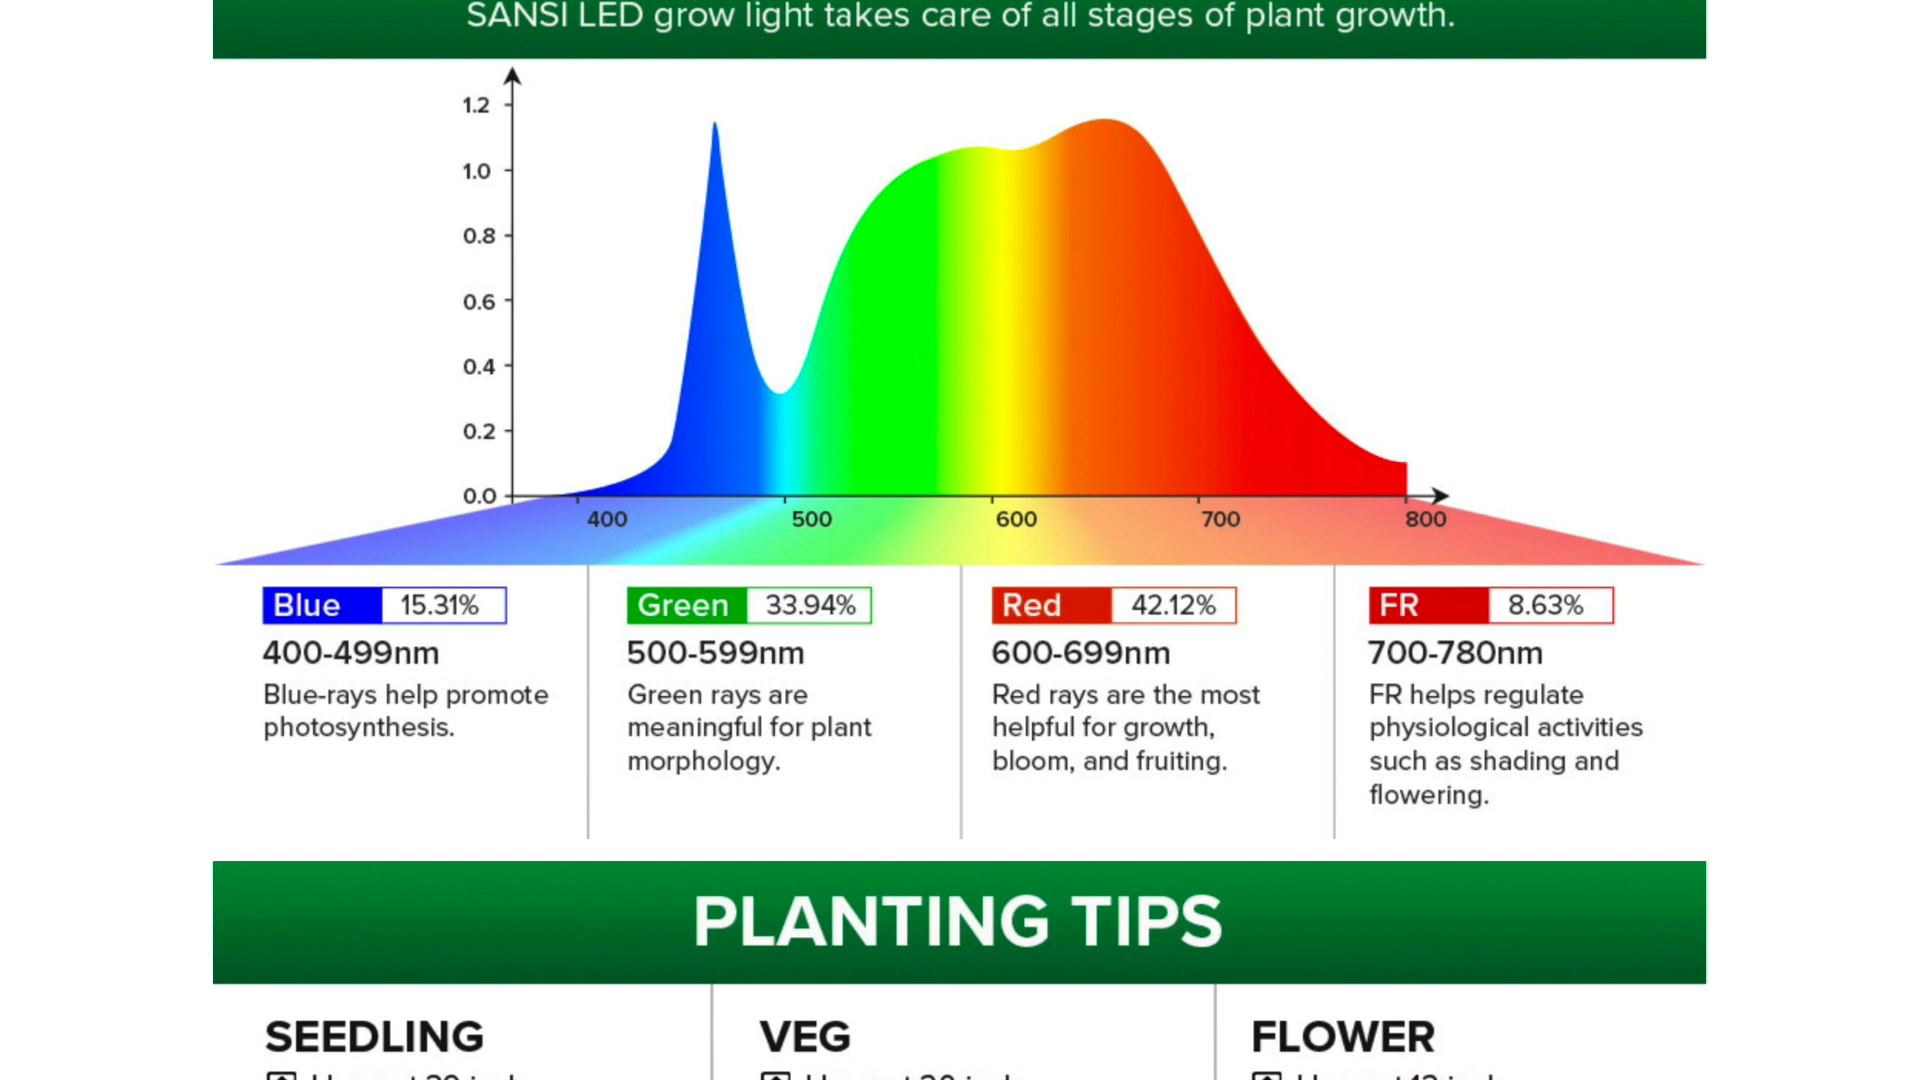 SANSI LED grow light takes care of all stages of plant growth.
1.2
1.0
0.8
0.6
0.4
0.2
0.0
400 500 600 700 800
Blue 15.31%
400-499nm
Blue-rays help promote
photosynthesis.
Green 33.94%
500-599nm
Green rays are
meaningful for plant
morphology.
Red 42.12%
600-699nm
Red rays are the most
helpful for growth,
bloom, and fruiting.
FR 8.63%
700-780nm
FR helps regulate
physiological activities
such as shading and
flowering.
PLANTING TIPS
SEEDLING
VEG
FLOWER